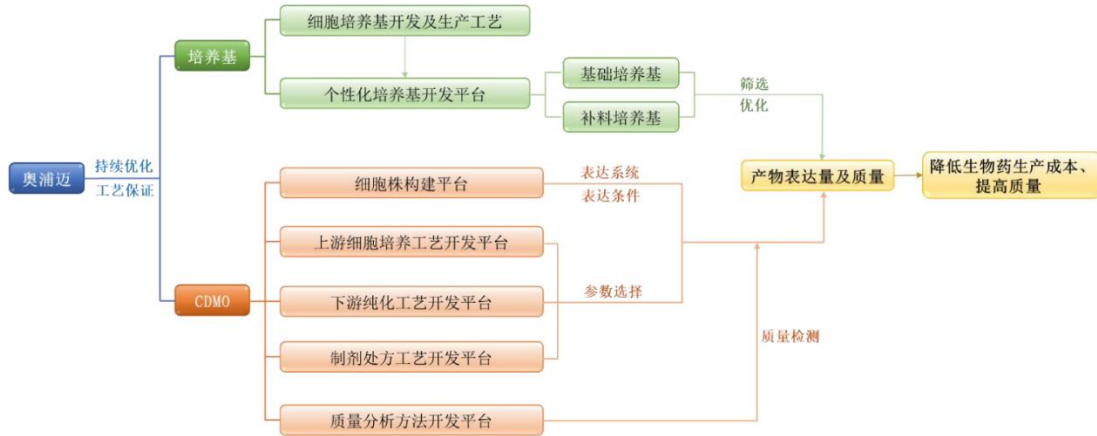 细胞培养基开发及生产工艺
培养基
个性化培养基开发平台
基础培养基
补料培养基
筛选
优化
奥浦迈
持续优化
工艺保证
细胞株构建平台
表达系统
表达条件
产物表达量及质量
降低生物药生产成本、
提高质量
上游细胞培养工艺开发平台
CDMO
下游纯化工艺开发平台
参数选择
制剂处方工艺开发平台
质量检测
质量分析方法开发平台